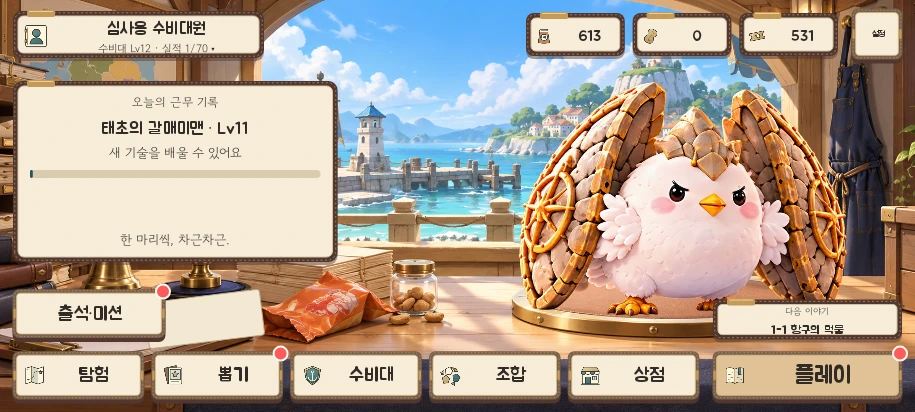 심사용 수비대원
수비대 Lv12 · 실적 1/70 •
613
0
531
설정
오늘의 근무 기록
태초의 갈매미맨 · Lv11
새 기술을 배울 수 있어요
한 마리씩, 차근차근.
출석·미션
다음 이야기
1-1 항구의 먹물
탐험
뽑기
수비대
조합
상점
플레이